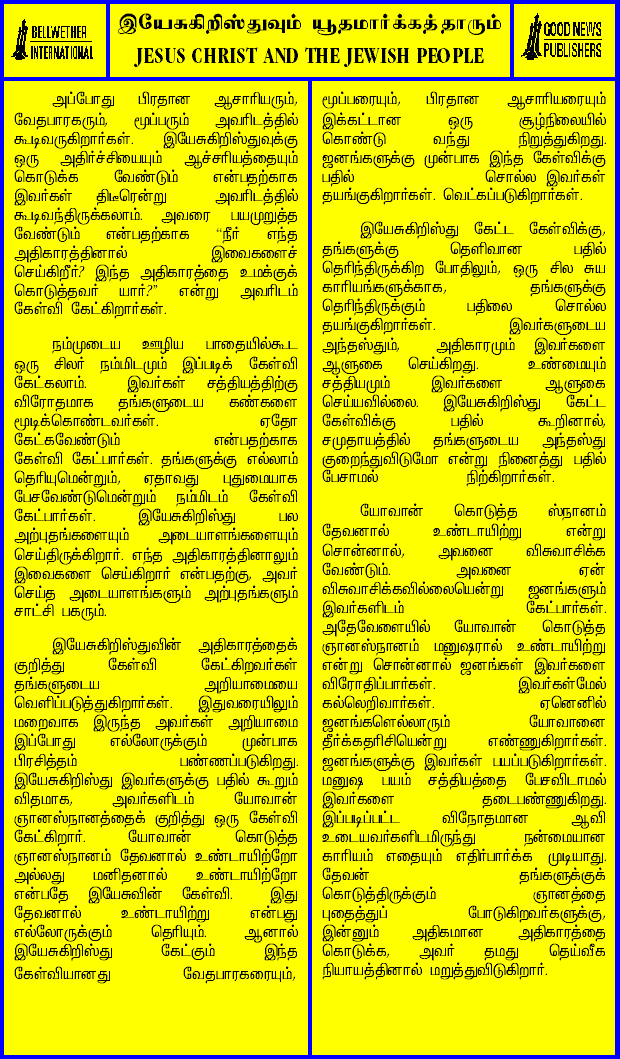 BELLWETHER
INTERNATIONAL
இயேசுகிறிஸ்துவும் யூதமார்க்கத்தாரும்
JESUS CHRIST AND THE JEWISH PEOPLE
GOOD NEWS
PUBLISHERS
அப்போது பிரதான ஆசாரியரும்,
வேதபாரகரும், மூப்பரும் அவரிடத்தில்
கூடிவருகிறார்கள். இயேசுகிறிஸ்துவுக்கு
ஒரு அதிர்ச்சியையும் ஆச்சரியத்தையும்
கொடுக்க வேண்டும் என்பதற்காக
இவர்கள் திடீரென்று அவரிடத்தில்
கூடிவந்திருக்கலாம். அவரை பயமுறுத்த
வேண்டும் என்பதற்காக “நீர் எந்த
அதிகாரத்தினால் இவைகளைச்
செய்கிறீர்? இந்த அதிகாரத்தை உமக்குக்
கொடுத்தவர் யார்?” என்று அவரிடம்
கேள்வி கேட்கிறார்கள்.
நம்முடைய ஊழிய பாதையில்கூட
ஒரு சிலர் நம்மிடமும் இப்படிக் கேள்வி
கேட்கலாம். இவர்கள் சத்தியத்திற்கு
விரோதமாக தங்களுடைய கண்களை
மூடிக்கொண்டவர்கள். ஏதோ
கேட்கவேண்டும் என்பதற்காக
கேள்வி கேட்பார்கள். தங்களுக்கு எல்லாம்
தெரியுமென்றும், ஏதாவது புதுமையாக
பேசவேண்டுமென்றும் நம்மிடம் கேள்வி
கேட்பார்கள். இயேசுகிறிஸ்து பல
அற்புதங்களையும் அடையாளங்களையும்
செய்திருக்கிறார். எந்த அதிகாரத்தினாலும்
இவைகளை செய்கிறார் என்பதற்கு, அவர்
செய்த அடையாளங்களும் அற்புதங்களும்
சாட்சி பகரும்.
இயேசுகிறிஸ்துவின் அதிகாரத்தைக்
குறித்து கேள்வி கேட்கிறவர்கள்
தங்களுடைய அறியாமையை
வெளிப்படுத்துகிறார்கள். இதுவரையிலும்
மறைவாக இருந்த அவர்கள் அறியாமை
இப்போது எல்லோருக்கும் முன்பாக
பிரசித்தம் பண்ணப்படுகிறது.
இயேசுகிறிஸ்து இவர்களுக்கு பதில் கூறும்
விதமாக, அவர்களிடம் யோவான்
ஞானஸ்நானத்தைக் குறித்து ஒரு கேள்வி
கேட்கிறார். யோவான் கொடுத்த
ஞானஸ்நானம் தேவனால் உண்டாயிற்றோ
அல்லது மனிதனால் உண்டாயிற்றோ
என்பதே இயேசுவின் கேள்வி. இது
தேவனால் உண்டாயிற்று என்பது
எல்லோருக்கும் தெரியும். ஆனால்
இயேசுகிறிஸ்து கேட்கும் இந்த
கேள்வியானது வேதபாரகரையும்,
மூப்பரையும், பிரதான ஆசாரியரையும்
இக்கட்டான ஒரு சூழ்நிலையில்
கொண்டு வந்து நிறுத்துகிறது.
ஜனங்களுக்கு முன்பாக இந்த கேள்விக்கு
பதில் சொல்ல இவர்கள்
தயங்குகிறார்கள். வெட்கப்படுகிறார்கள்.
இயேசுகிறிஸ்து கேட்ட கேள்விக்கு,
தங்களுக்கு தெளிவான பதில்
தெரிந்திருக்கிற போதிலும், ஒரு சில சுய
காரியங்களுக்காக, தங்களுக்கு
தெரிந்திருக்கும் பதிலை சொல்ல
தயங்குகிறார்கள். இவர்களுடைய
அந்தஸ்தும், அதிகாரமும் இவர்களை
ஆளுகை செய்கிறது. உண்மையும்
சத்தியமும் இவர்களை ஆளுகை
செய்யவில்லை. இயேசுகிறிஸ்து கேட்ட
கேள்விக்கு பதில் கூறினால்,
சமுதாயத்தில் தங்களுடைய அந்தஸ்து
குறைந்துவிடுமோ என்று நினைத்து பதில்
பேசாமல் நிற்கிறார்கள்.
யோவான் கொடுத்த ஸ்நானம்
தேவனால் உண்டாயிற்று என்று
சொன்னால், அவனை விசுவாசிக்க
வேண்டும். அவனை ஏன்
விசுவாசிக்கவில்லையென்று ஜனங்களும்
இவர்களிடம் கேட்பார்கள்.
அதேவேளையில் யோவான் கொடுத்த
ஞானஸ்நானம் மனுஷரால் உண்டாயிற்று
என்று சொன்னால் ஜனங்கள் இவர்களை
விரோதிப்பார்கள். இவர்கள்மேல்
கல்லெறிவார்கள். ஏனெனில்
ஜனங்களெல்லாரும் யோவானை
தீர்க்கதரிசியென்று எண்ணுகிறார்கள்.
ஜனங்களுக்கு இவர்கள் பயப்படுகிறார்கள்.
மனுஷ பயம் சத்தியத்தை பேசவிடாமல்
இவர்களை தடைபண்ணுகிறது.
இப்படிப்பட்ட விநோதமான ஆவி
உடையவர்களிடமிருந்து நன்மையான
காரியம் எதையும் எதிர்பார்க்க முடியாது.
தேவன் தங்களுக்குக்
கொடுத்திருக்கும் ஞானத்தை
புதைத்துப் போடுகிறவர்களுக்கு,
இன்னும் அதிகமான அதிகாரத்தை
கொடுக்க, அவர் தமது தெய்வீக
நியாயத்தினால் மறுத்துவிடுகிறார்.